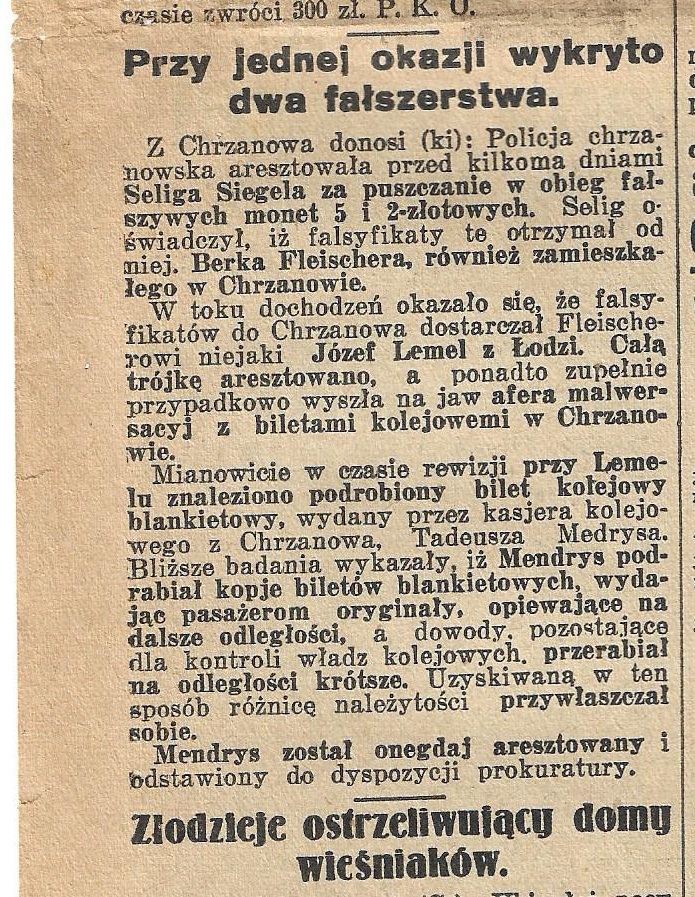 czasie zwróci 300 zł. P. K. O.
Przy jednej okazji wykryto
dwa fałszerstwa.
Z Chrzanowa donosi (ki): Policja chrza-
nowska aresztowała przed kilkoma dniami
Seliga Siegela za puszczanie w obieg fał-
szywych monet 5 i 2-złotowych. Selig o-
świadczył, iż falsyfikaty te otrzymał od
niej. Berka Fleischera, również zamieszka-
łego w Chrzanowie.
W toku dochodzeń okazało się, że falsy-
fikatów do Chrzanowa dostarczał Fleische-
rowi niejaki Józef Lemel z Łodzi. Całą
trójkę aresztowano, a ponadto zupełnie
przypadkowo wyszła na jaw afera malwer-
sacyj z biletami kolejowemi w Chrzano-
wie.
Mianowicie w czasie rewizji przy Leme-
lu znaleziono podrobiony bilet kolejowy
blankietowy, wydany przez kasjera kolejo-
wego z Chrzanowa, Tadeusza Medrysa.
Bliższe badania wykazały, iż Mendrys pod-
rabiał kopje biletów blankietowych, wyda-
jąc pasażerom oryginały, opiewające na
dalsze odległości, a dowody, pozostające
dla kontroli władz kolejowych, przerabiał
na odległości krótsze. Uzyskiwaną w ten
sposób różnicę należytości przywłaszczał
sobie.
Mendrys został onegdaj aresztowany i
odstawiony do dyspozycji prokuratury.
Złodzieje ostrzeliwujący domy
wieśniaków.